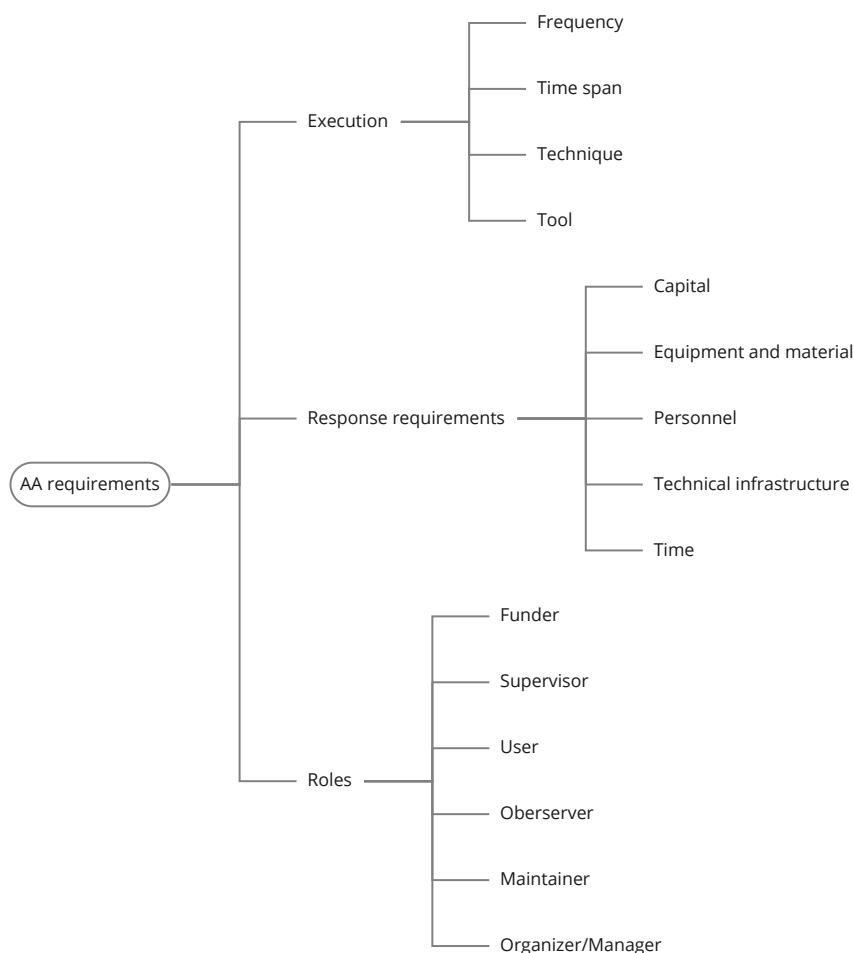 Frequency
Time span
Execution
Technique
Tool
Capital
Equipment and material
Response requirements
Personnel
AA requirements
Technical infrastructure
Time
Funder
Supervisor
User
Roles
Oberserver
Maintainer
Organizer/Manager